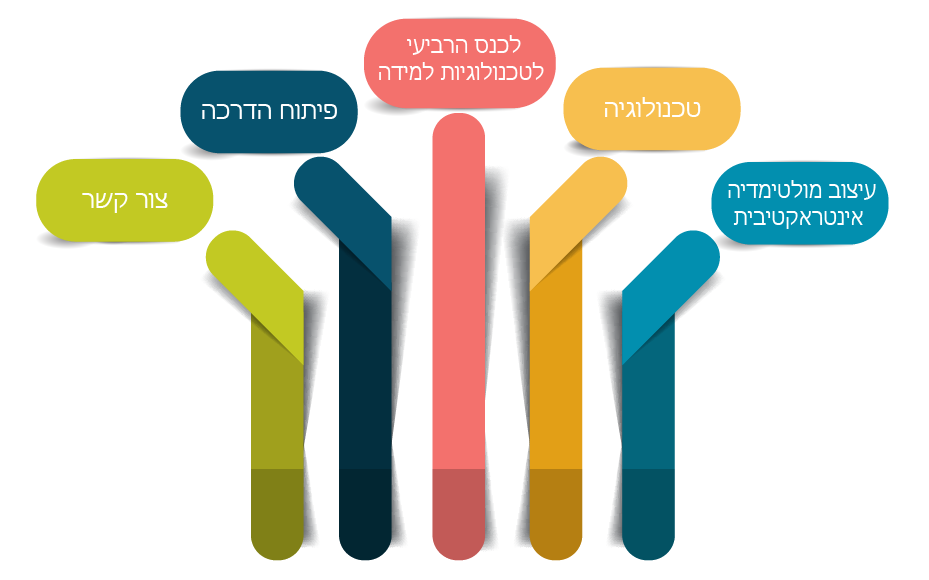 לכנס הרביעי
לטכנולוגיות למידה
טכנולוגיה
פיתוח הדרכה
עיצוב מולטימדיה
אינטראקטיבית
צור קשר